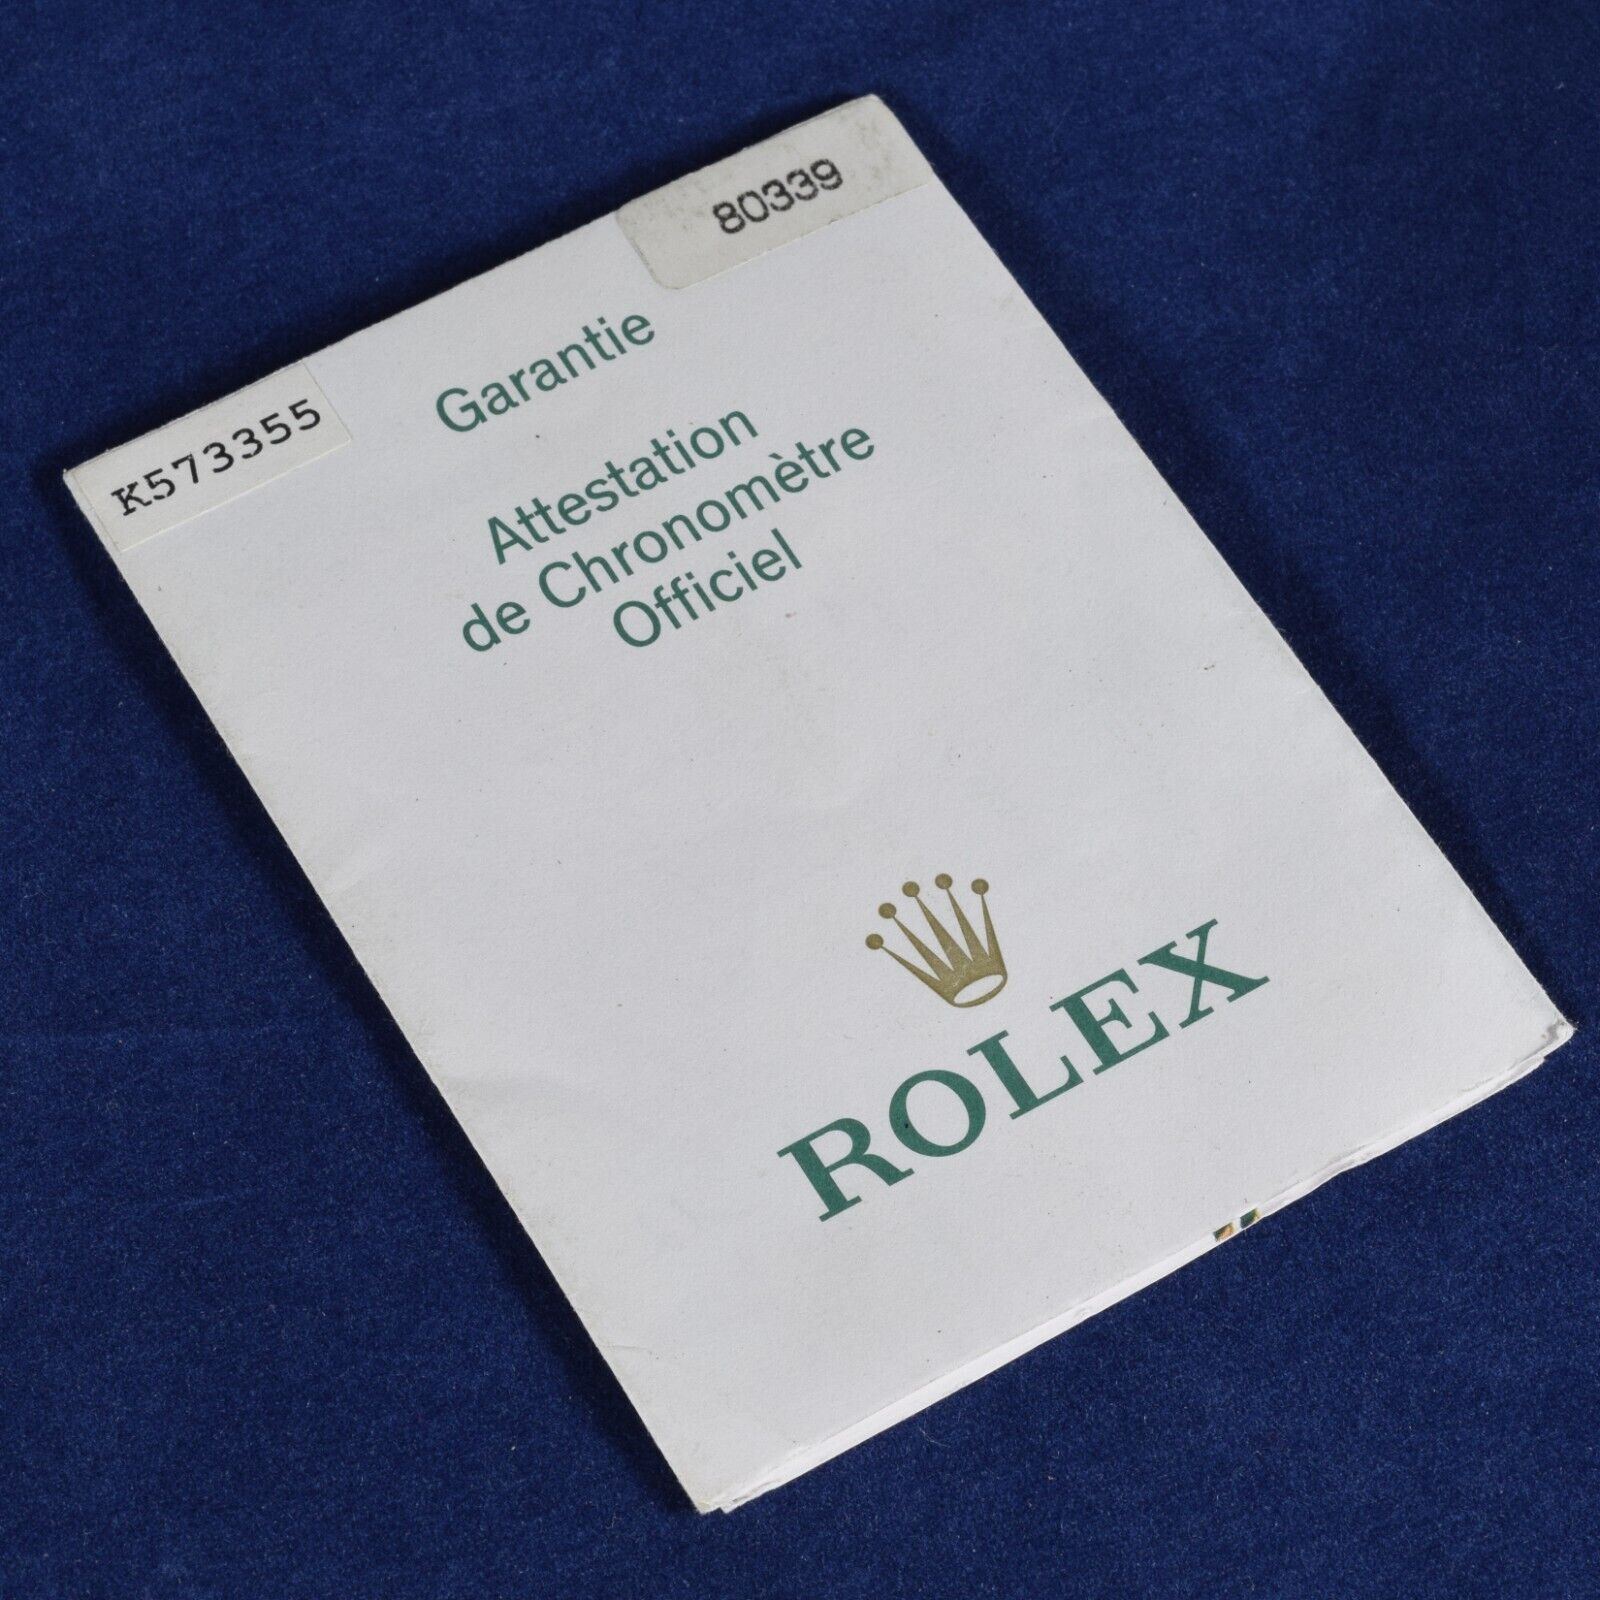 80339
K573355
Garantie
Attestation
de Chronomètre
Officiel
ROLEX